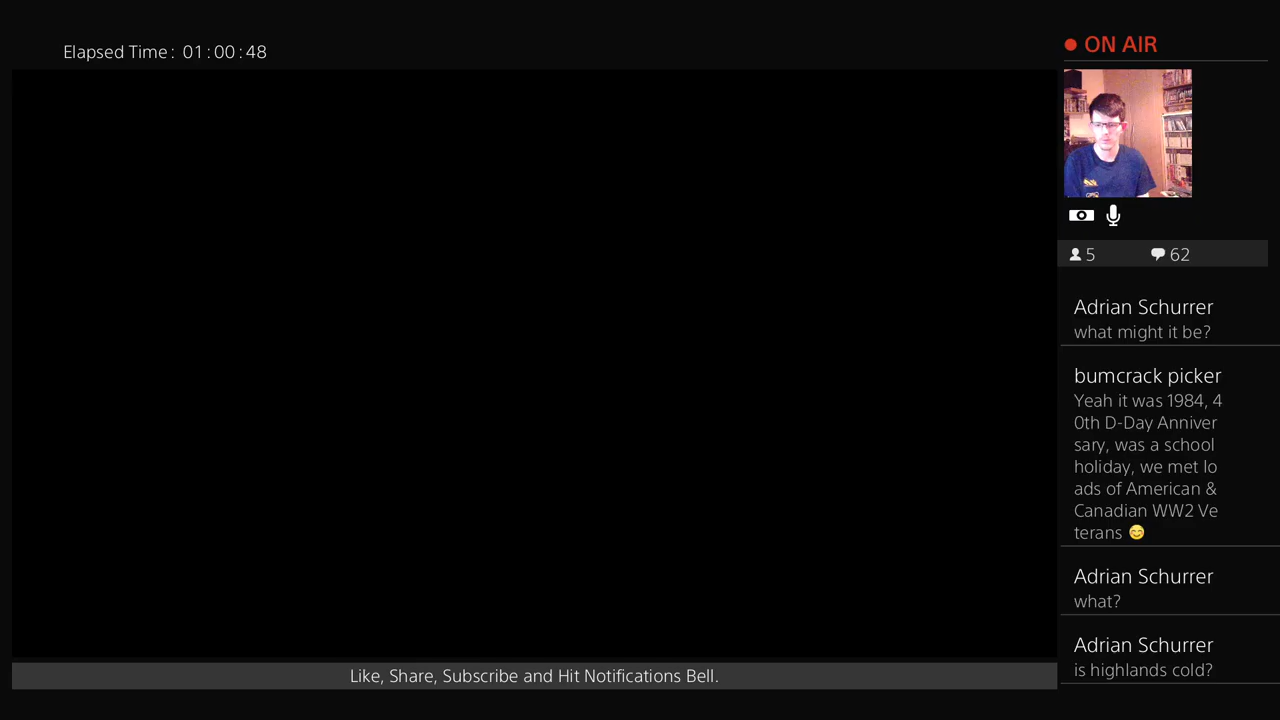 Elapsed Time: 01:00:48
ON AIR
5
62
Adrian Schurrer
what might it be?
bumcrack picker
Yeah it was 1984, 4
0th D-Day Anniver
sary, was a school
holiday, we met lo
ads of American &
Canadian WW2 Ve
terans 😊
Adrian Schurrer
what?
Adrian Schurrer
is highlands cold?
Like, Share, Subscribe and Hit Notifications Bell.